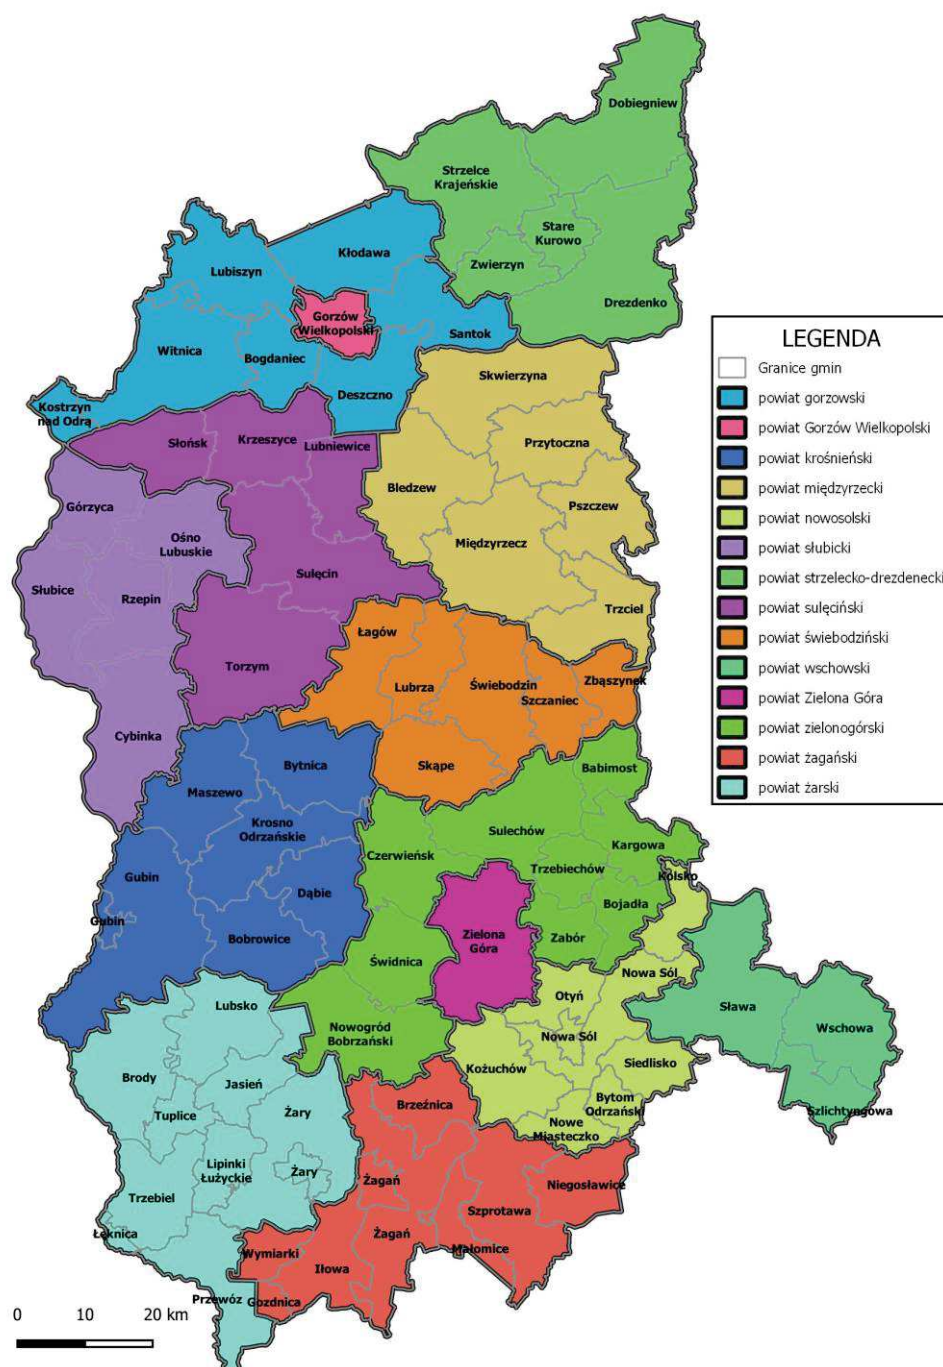 Dobiegniew
Strzelce
Krajeńskie
Stare
Kurowo
Zwierzyn
Drezdenko
Kłodawa
Lubiszyn
Gorzów
Wielkopolski
Santok
Witnica
Bogdaniec
Deszczno
Kostrzyn
nad Odrą
Skwierzyna
Słońsk
Krzeszyce
Lubniewice
Przytoczna
Bledzew
Pszczew
Górzyca
Ośno
Lubuskie
Międzyrzecz
Sulęcin
Słubice
Rzepin
Trzciel
Łagów
Torzym
Lubrza
Świebodzin
Szczaniec
Zbąszynek
Cybinka
Skąpe
Bytnica
Babimost
Maszewo
Krosno
Odrzańskie
Sulechów
Kargowa
Czerwieńsk
Trzebiechów
Kolsko
Gubin
Dąbie
Bojadła
Gubin
Bobrowice
Zielona
Góra
Zabór
Świdnica
Nowa Sól
Otyń
Lubsko
Sława
Wschowa
Nowogród
Bobrzański
Nowa Sól
Siedlisko
Kożuchów
Brody
Jasień
Bytom
Odrzański
Tuplice
Żary
Brzeźnica
Nowe
Miasteczko
Szlichtyngowa
Lipinki
Łużyckie
Żary
Żagań
Niegosławice
Trzebiel
Szprotawa
Łęknica
Żagań
Małomice
Wymiarki
Iłowa
Przewóz
Gozdnica
LEGENDA
Granice gmin
powiat gorzowski
powiat Gorzów Wielkopolski
powiat krośnieński
powiat międzyrzecki
powiat nowosolski
powiat słubicki
powiat strzelecko-drezdenecki
powiat sulęciński
powiat świebodziński
powiat wschowski
powiat Zielona Góra
powiat zielonogórski
powiat żagański
powiat żarski
0 10 20 km